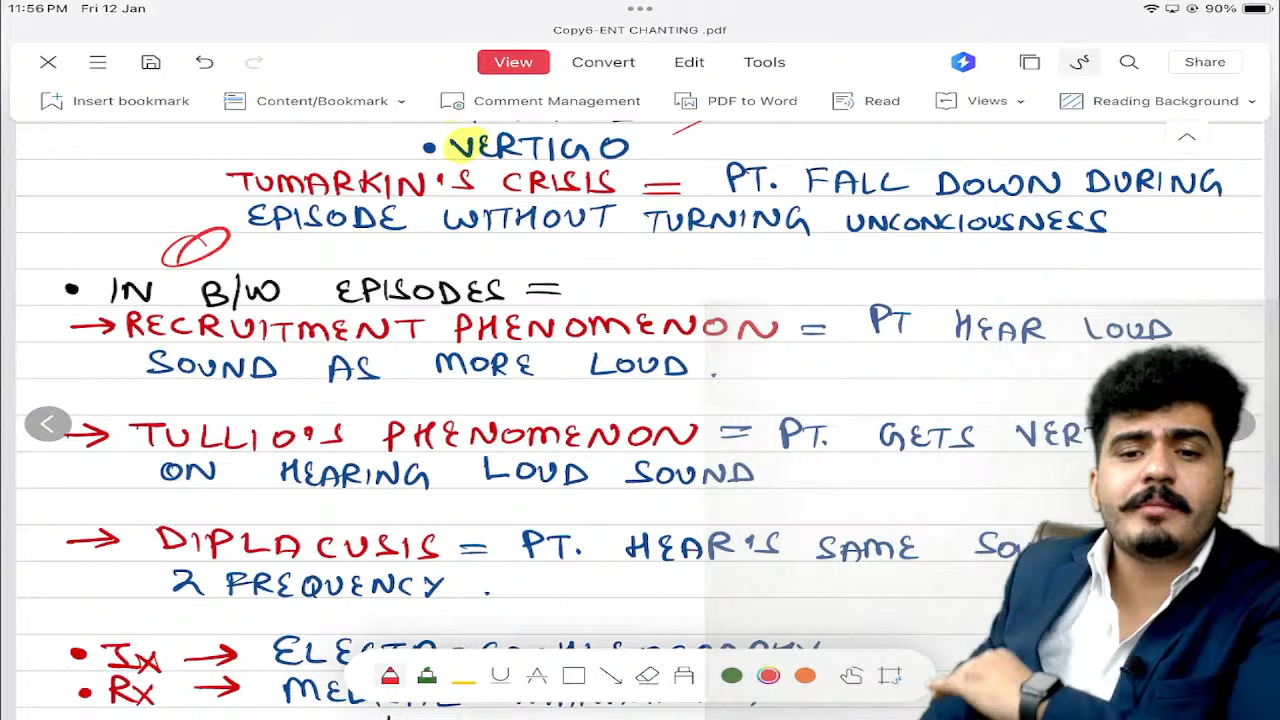 11:56 PM Fri 12 Jan
90%
Copy6-ENT CHANTING .pdf
View Convert Edit Tools Share
Insert bookmark Content/Bookmark Comment Management PDF to Word Read Views Reading Background
• VERTIGO
TUMARKIN'S CRISIS = PT. FALL DOWN DURING
EPISODE WITHOUT TURNING UNCONCIOUSNESS
• IN B/W EPISODES =
→ RECRUITMENT PHENOMENON = PT HEAR LOUD
SOUND AS MORE LOUD .
→ TULLIO'S PHENOMENON = PT. GETS
ON HEARING LOUD SOUND
→ DIPLACUSIS = PT. HEAR'S SAME
2 FREQUENCY .
• Ix →
• Rx →